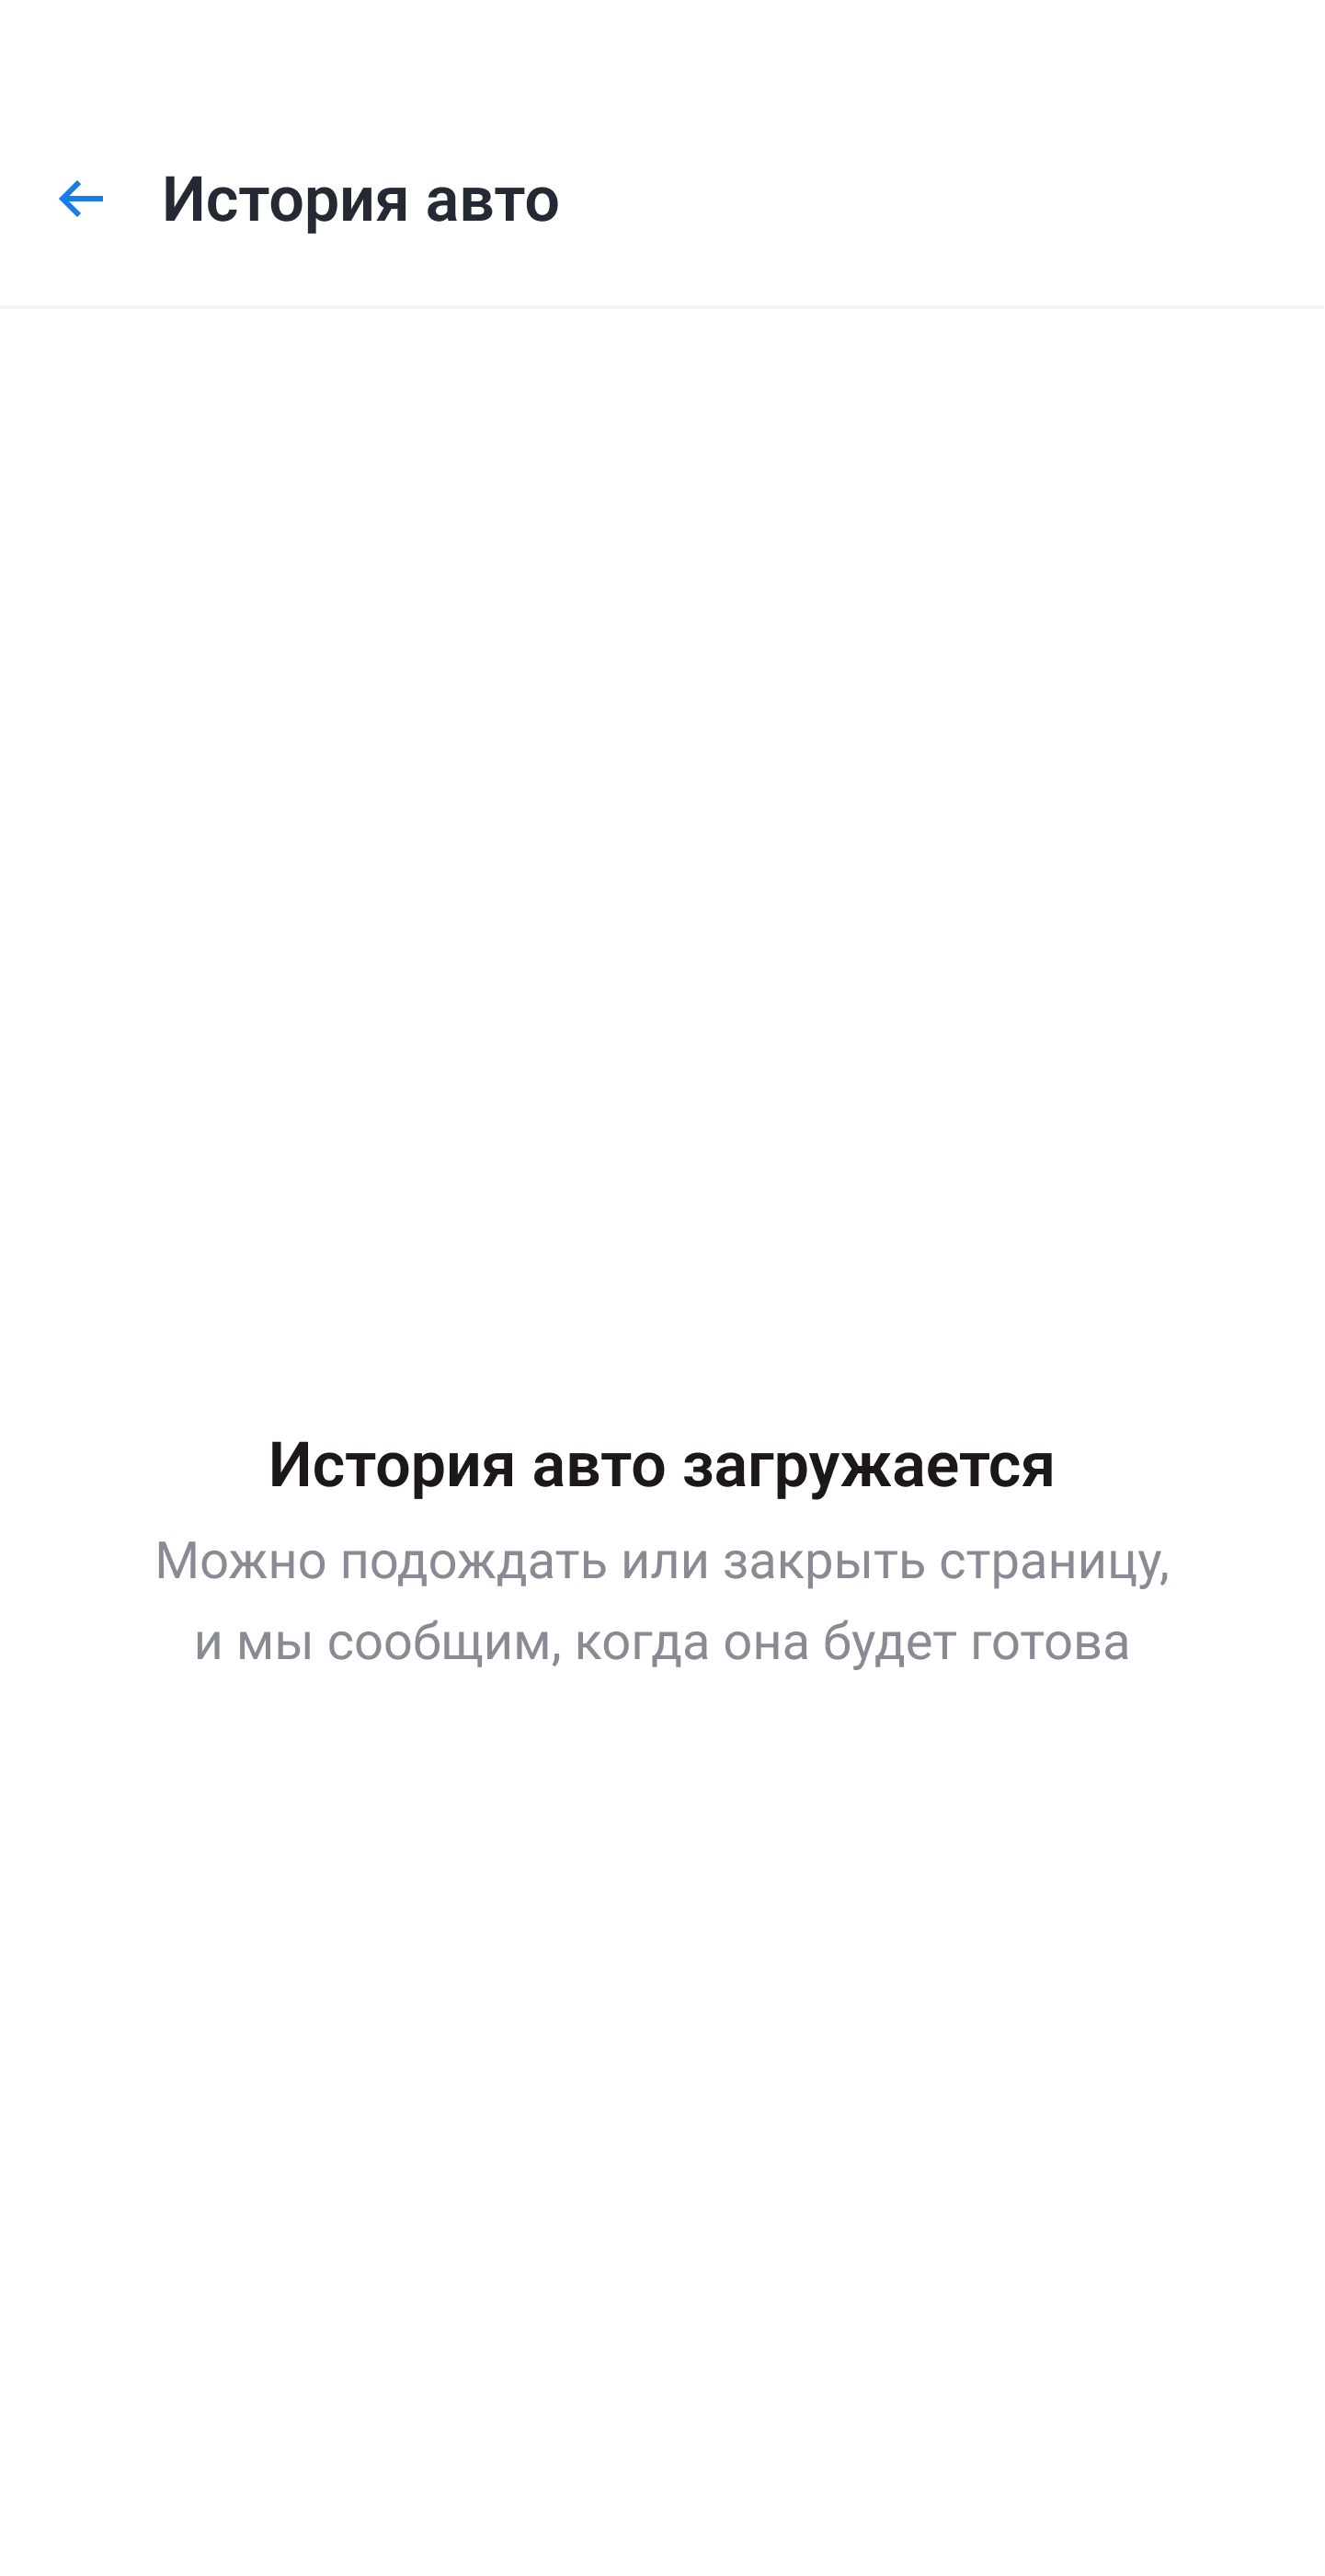 История авто
История авто загружается
Можно подождать или закрыть страницу,
и мы сообщим, когда она будет готова